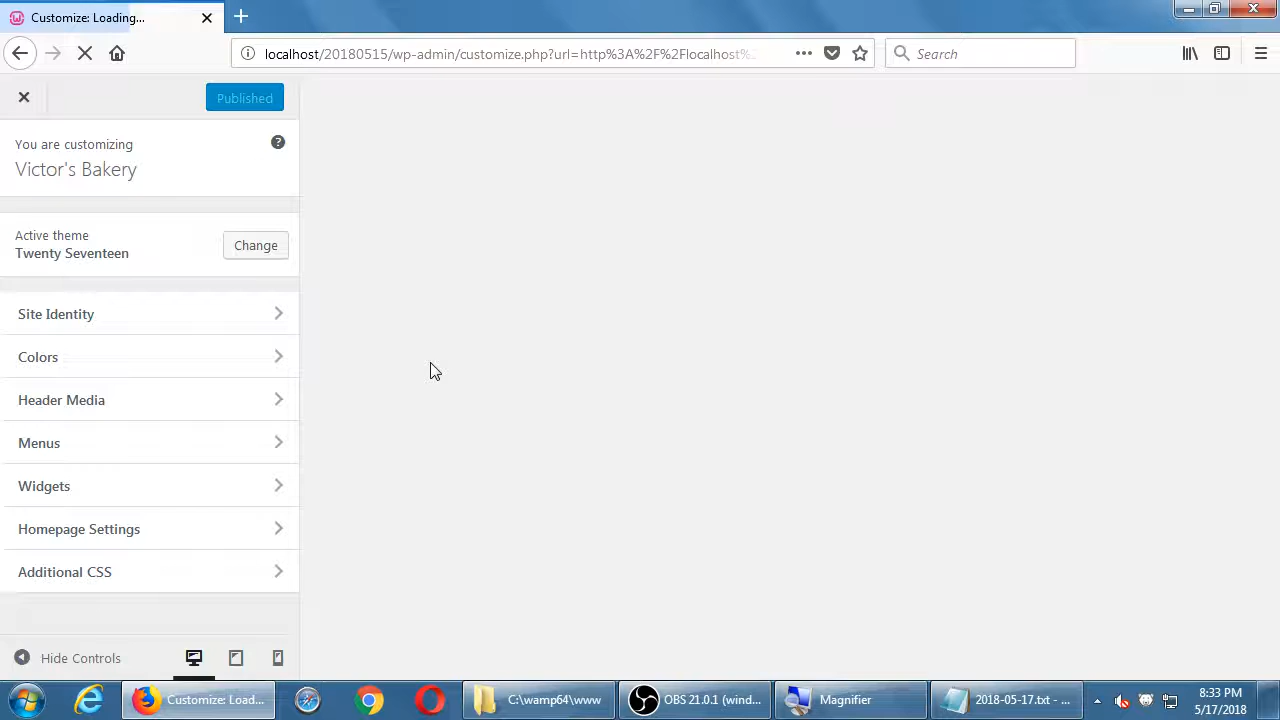 Customize: Loading...
localhost/20180515/wp-admin/customize.php?url=http%3A%2F%2Flocalhost%
Search
Published
You are customizing
Victor's Bakery
Active theme
Twenty Seventeen
Change
Site Identity
Colors
Header Media
Menus
Widgets
Homepage Settings
Additional CSS
Hide Controls
Customize: Load...
C:\wamp64\www
OBS 21.0.1 (wind...
Magnifier
2018-05-17.txt - ...
8:33 PM
5/17/2018